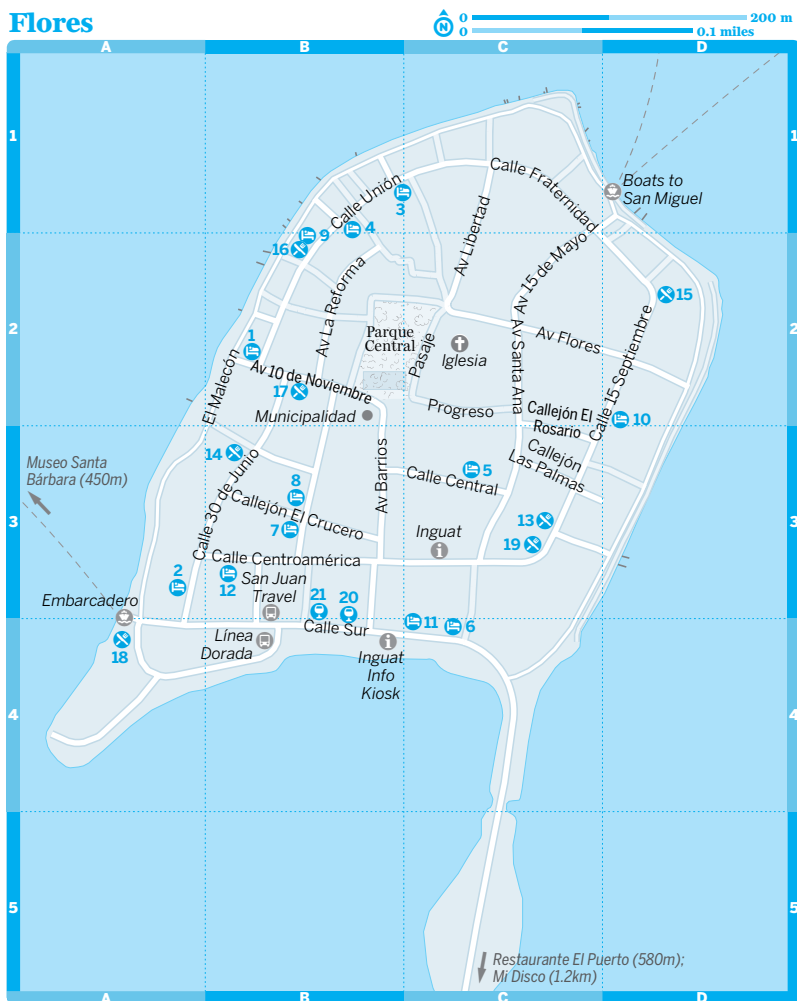 Flores
N
0
200 m
0
0.1 miles
A
B
C
D
1
1
Calle Unión
3
Calle Fraternidad
Boats to
San Miguel
4
9
16
Av Libertad
Av 15 de Mayo
Av La Reforma
15
2
2
Parque
Central
Pasaje
Iglesia
Av Flores
Av Santa Ana
Calle 15 Septiembre
1
El Malecón
Av 10 de Noviembre
17
Municipalidad
Progreso
Callejón El
Rosario
10
14
Callejón
Las Palmas
Museo Santa
Bárbara (450m)
Calle 30 de Junio
Av Barrios
5
Calle Central
8
3
3
Callejón El Crucero
7
13
Inguat
19
Calle Centroamérica
2
12
San Juan
Travel
21
20
Embarcadero
18
Línea
Dorada
Calle Sur
11
6
Inguat
Info
Kiosk
4
4
5
5
Restaurante El Puerto (580m);
Mi Disco (1.2km)
A
B
C
D